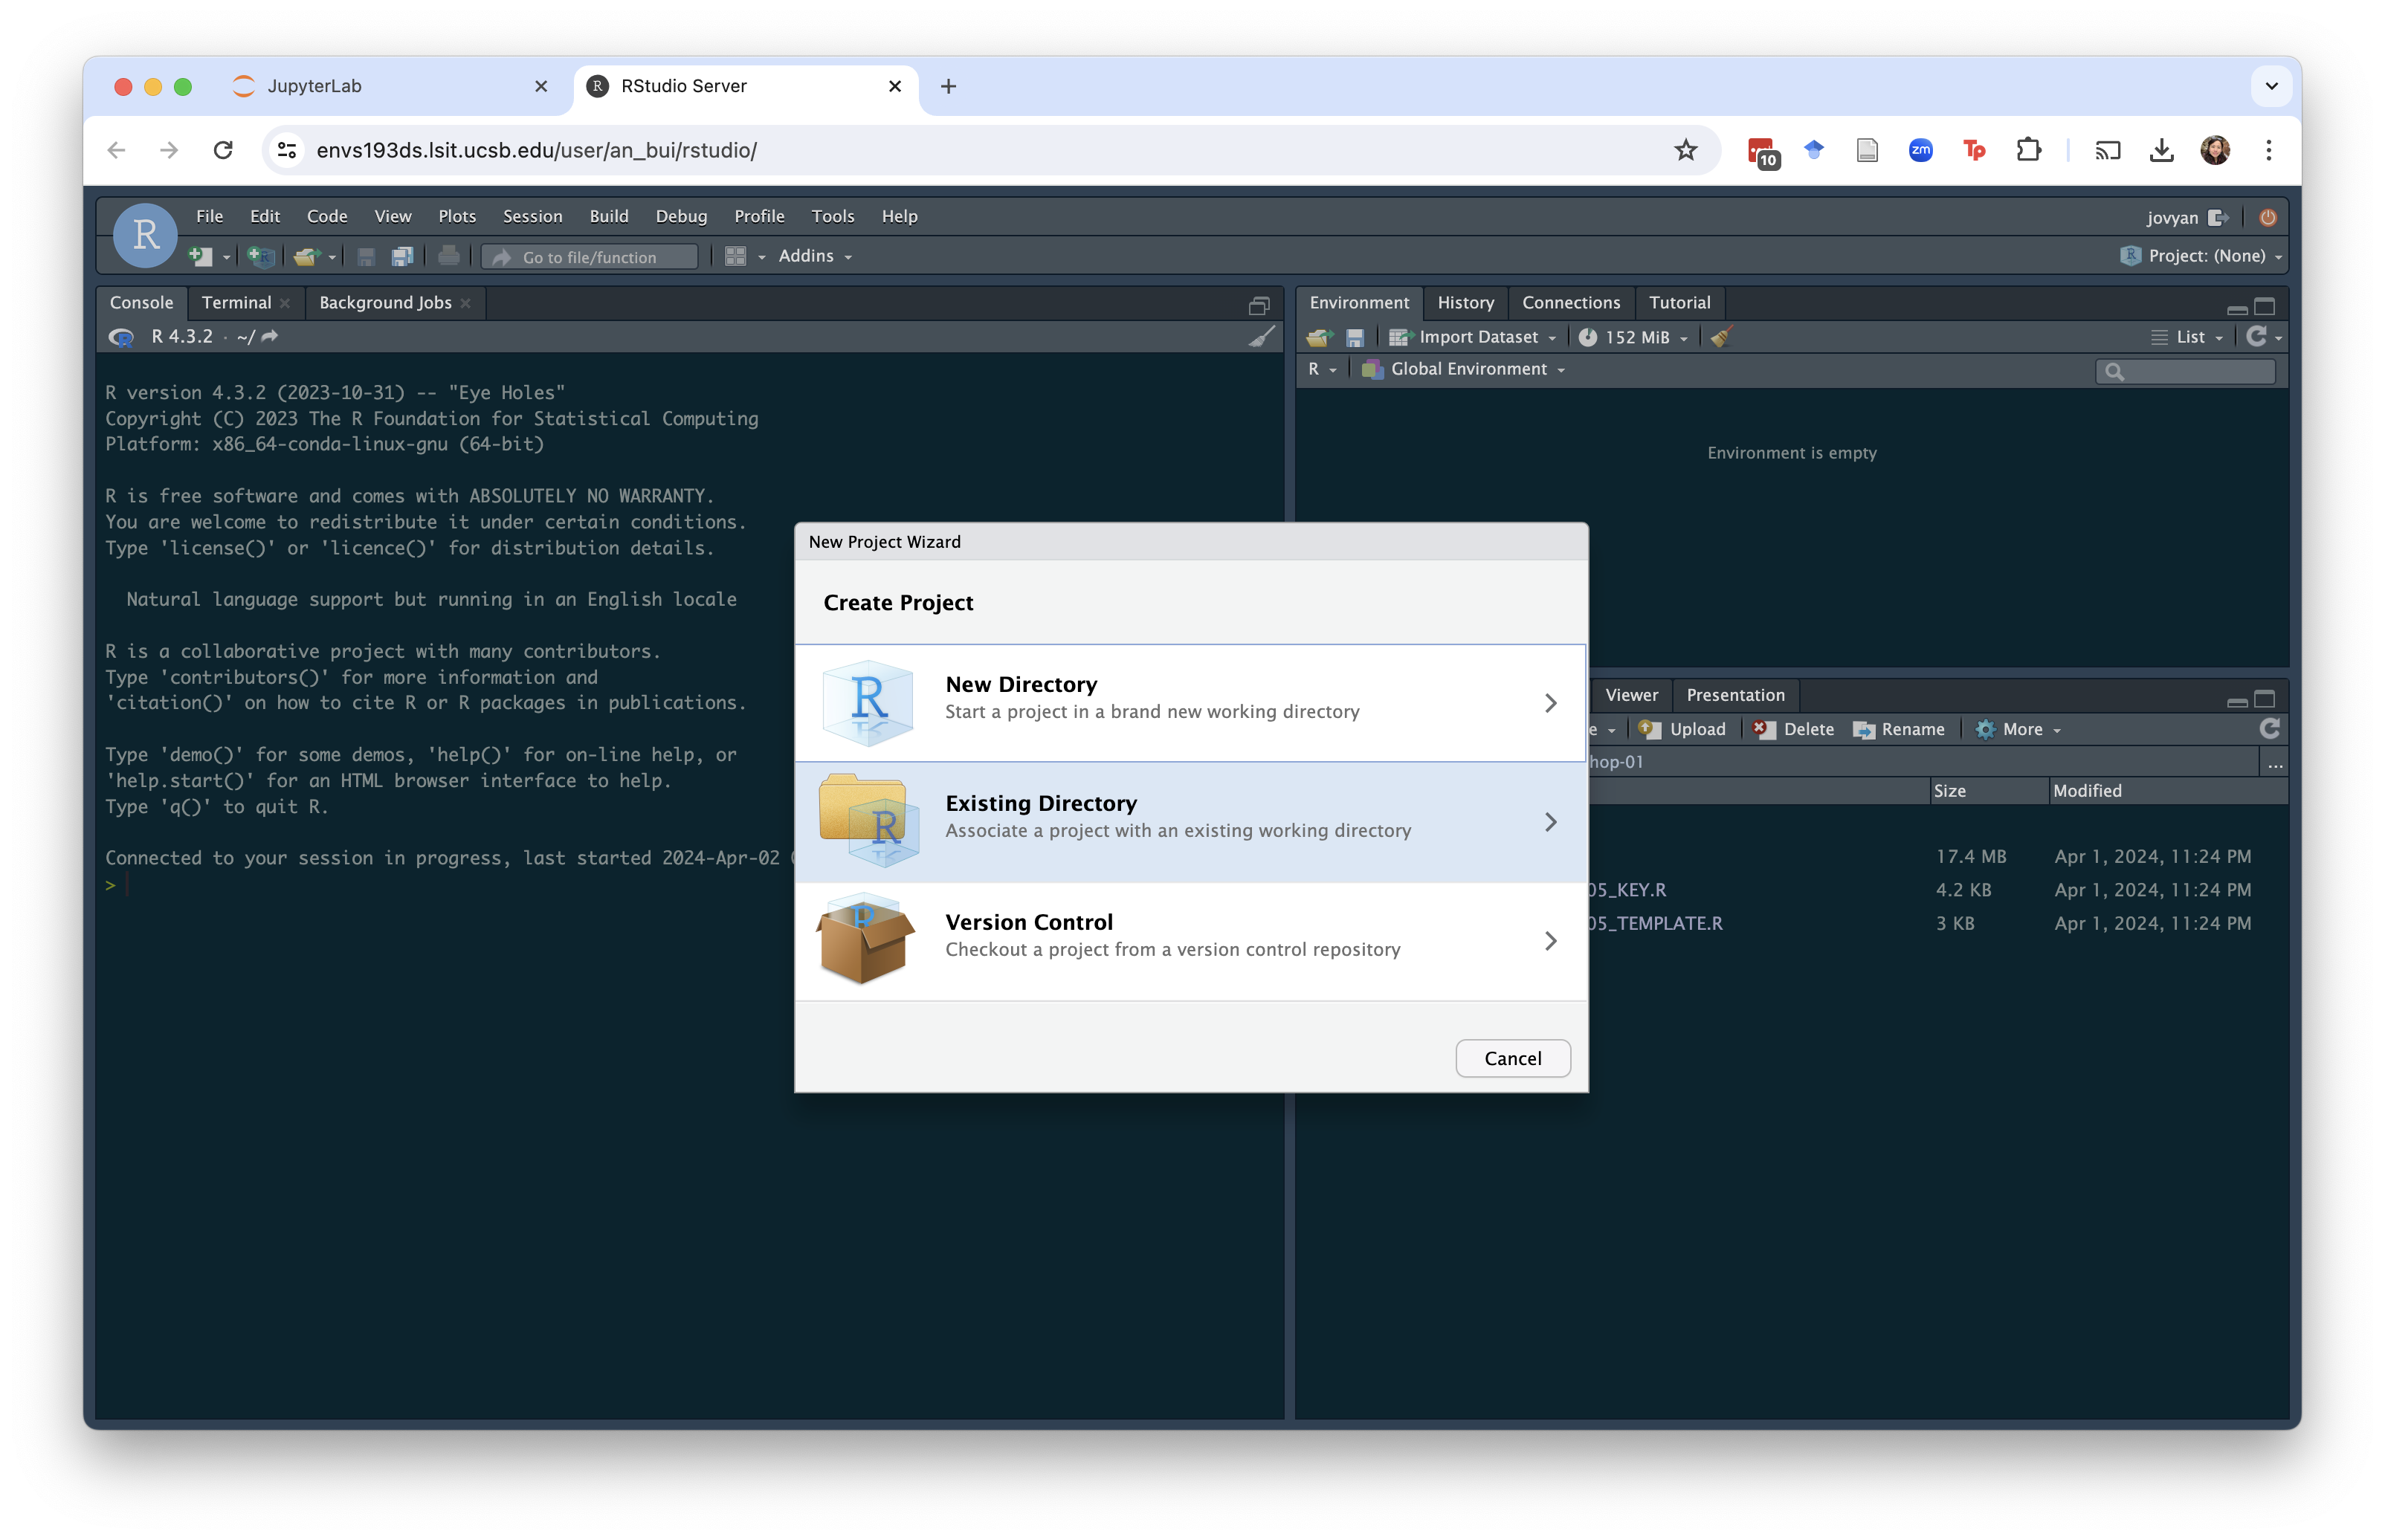 JupyterLab
RStudio Server
envs193ds.lsit.ucsb.edu/user/an_bui/rstudio/
10
zm
Tp
R
File Edit Code View Plots Session Build Debug Profile Tools Help
jovyan
Go to file/function
Addins
Project: (None)
Console Terminal Background Jobs
R 4.3.2 · ~/
R version 4.3.2 (2023-10-31) -- "Eye Holes"
Copyright (C) 2023 The R Foundation for Statistical Computing
Platform: x86_64-conda-linux-gnu (64-bit)
R is free software and comes with ABSOLUTELY NO WARRANTY.
You are welcome to redistribute it under certain conditions.
Type 'license()' or 'licence()' for distribution details.
Natural language support but running in an English locale
R is a collaborative project with many contributors.
Type 'contributors()' for more information and
'citation()' on how to cite R or R packages in publications.
Type 'demo()' for some demos, 'help()' for on-line help, or
'help.start()' for an HTML browser interface to help.
Type 'q()' to quit R.
Connected to your session in progress, last started 2024-Apr-02
>
Environment History Connections Tutorial
Import Dataset
152 MiB
List
R
Global Environment
Environment is empty
New Project Wizard
Create Project
New Directory
Start a project in a brand new working directory
Existing Directory
Associate a project with an existing working directory
Version Control
Checkout a project from a version control repository
Cancel
Viewer Presentation
e
Upload Delete Rename More
hop-01
...
Size Modified
17.4 MB Apr 1, 2024, 11:24 PM
05_KEY.R 4.2 KB Apr 1, 2024, 11:24 PM
05_TEMPLATE.R 3 KB Apr 1, 2024, 11:24 PM